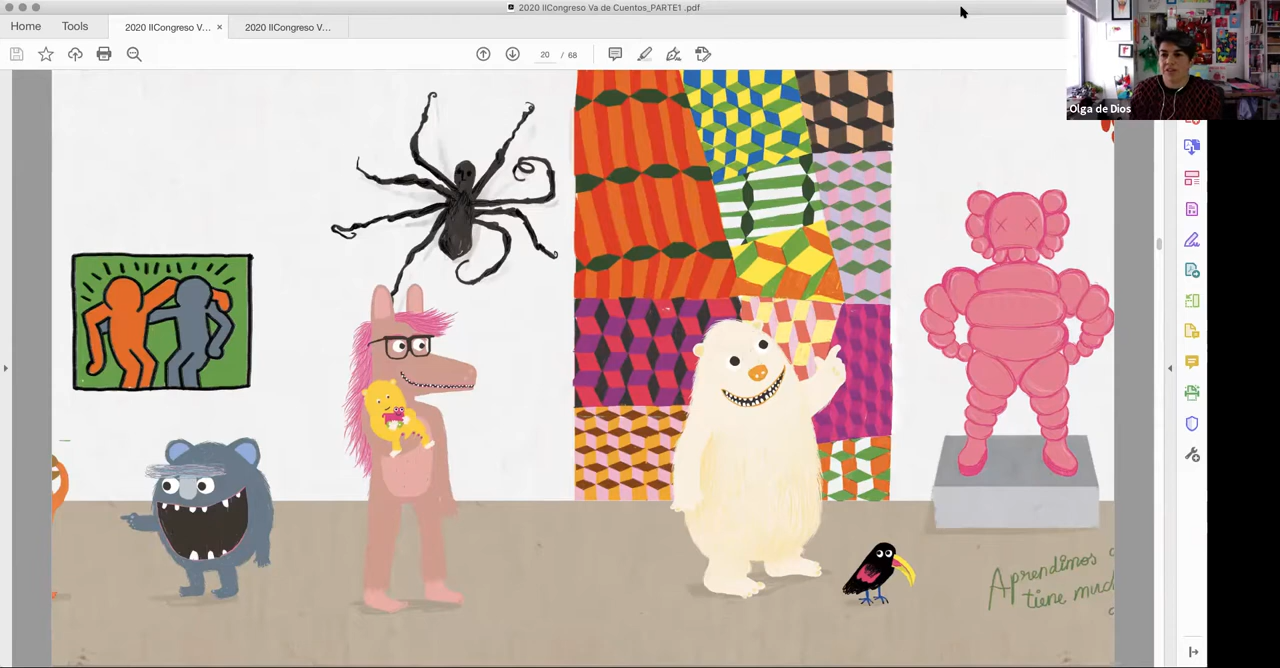 2020 IICongreso Va de Cuentos_PARTE1 .pdf
Home
Tools
2020 IICongreso V...
×
2020 IICongreso V...
20 / 68
Olga de Dios
Aprendimos
tiene